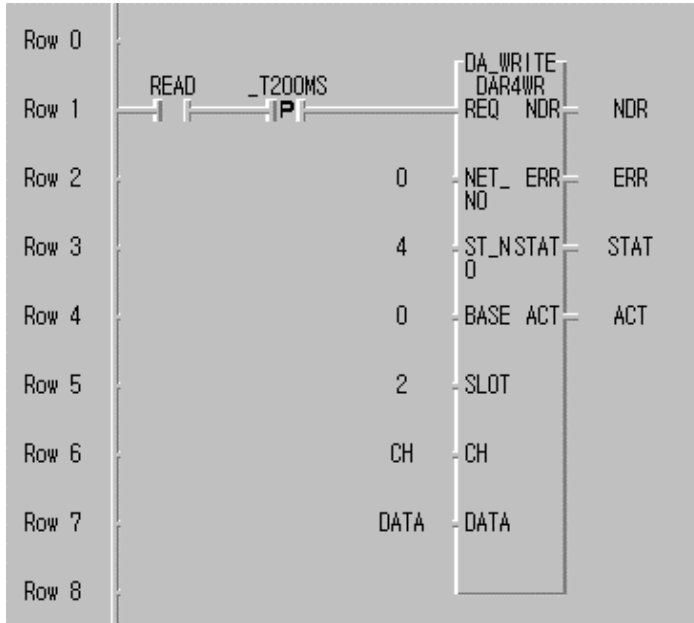 Row 0
DA_WRITE
READ _T200MS DAR4WR
Row 1 P REQ NDR NDR
Row 2 0 NET_ ERR ERR
NO
Row 3 4 ST_N STAT STAT
O
Row 4 0 BASE ACT ACT
Row 5 2 SLOT
Row 6 CH CH
Row 7 DATA DATA
Row 8